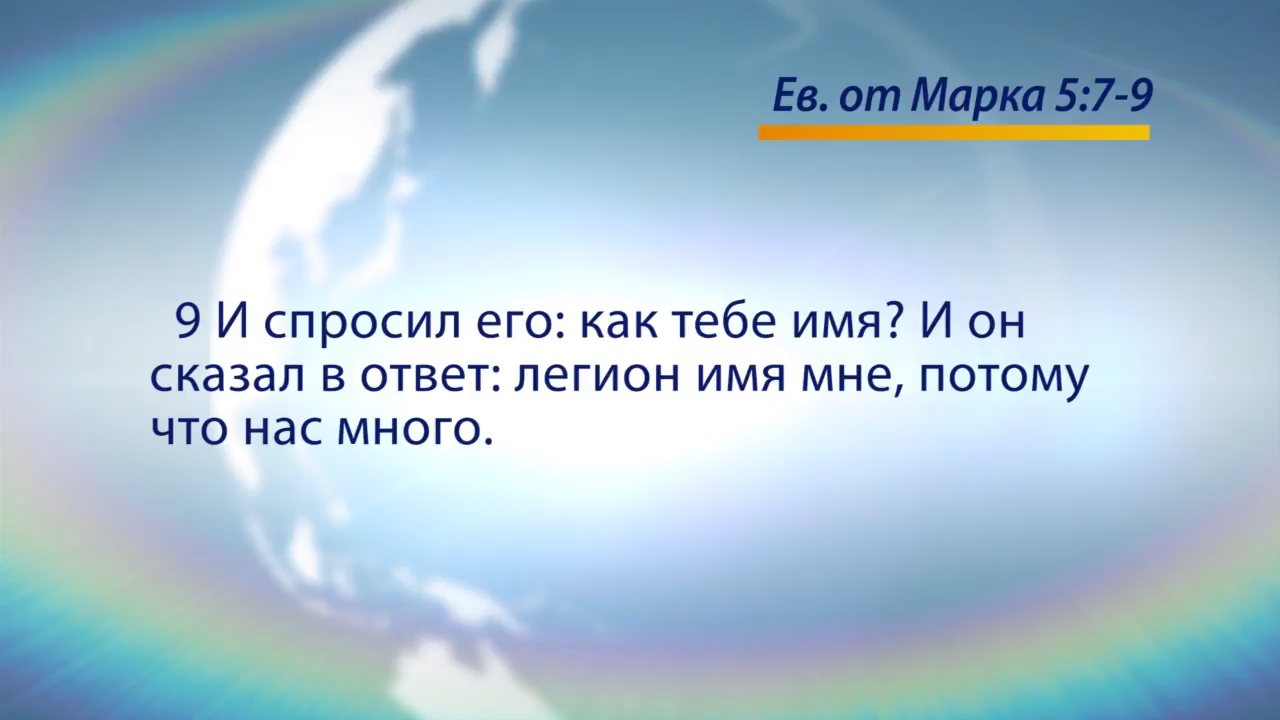 Ев. от Марка 5:7-9
9 И спросил его: как тебе имя? И он
сказал в ответ: легион имя мне, потому
что нас много.